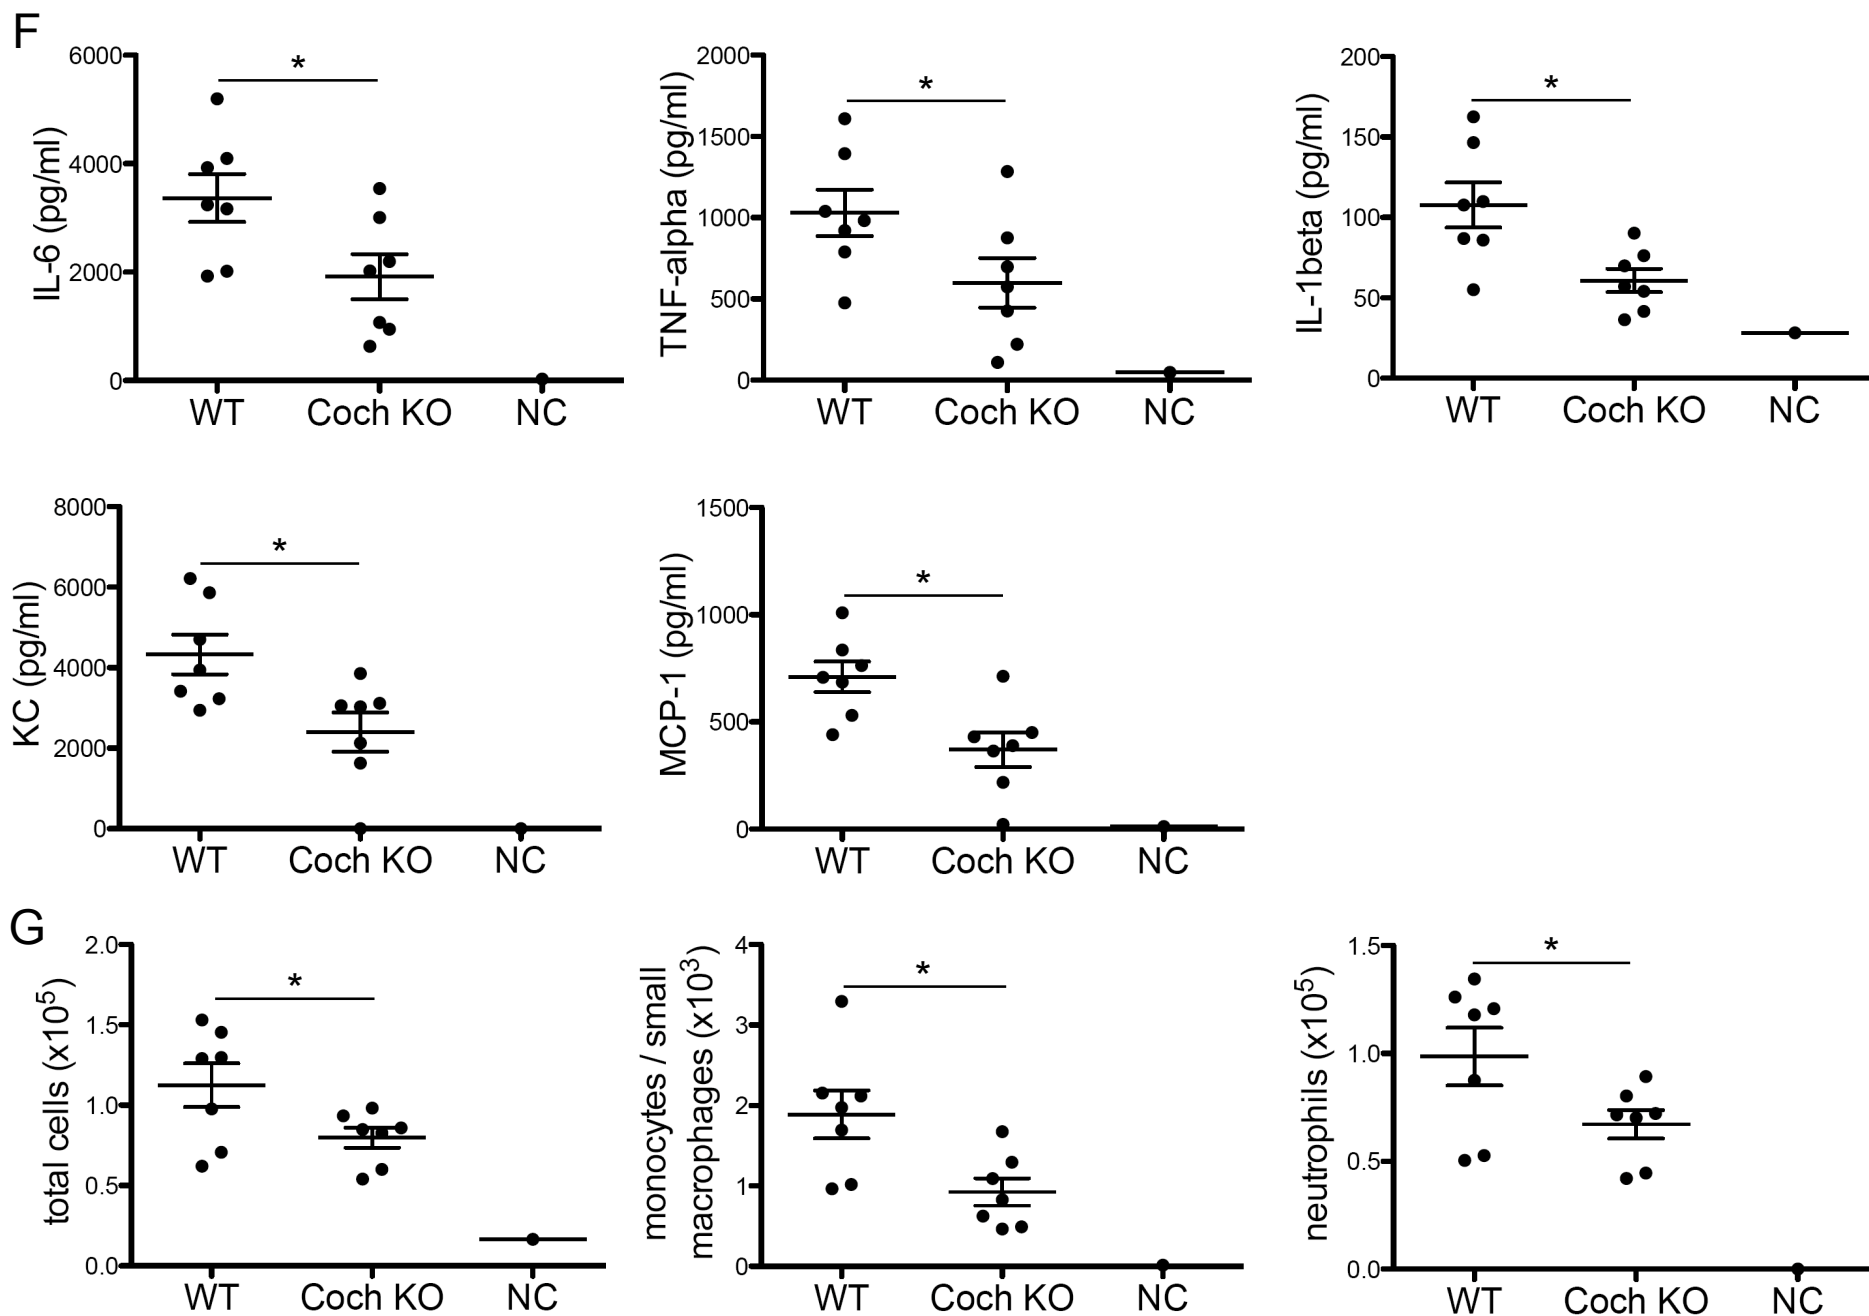 F
IL-6 (pg/ml)
6000
4000
2000
0
*
WT Coch KO NC
TNF-alpha (pg/ml)
2000
1500
1000
500
0
*
WT Coch KO NC
IL-1beta (pg/ml)
200
150
100
50
0
*
WT Coch KO NC
KC (pg/ml)
8000
6000
4000
2000
0
*
WT Coch KO NC
MCP-1 (pg/ml)
1500
1000
500
0
*
WT Coch KO NC
G
total cells (x10⁵)
2.0
1.5
1.0
0.5
0.0
*
WT Coch KO NC
monocytes / small
macrophages (x10³)
4
3
2
1
0
*
WT Coch KO NC
neutrophils (x10⁵)
1.5
1.0
0.5
0.0
*
WT Coch KO NC